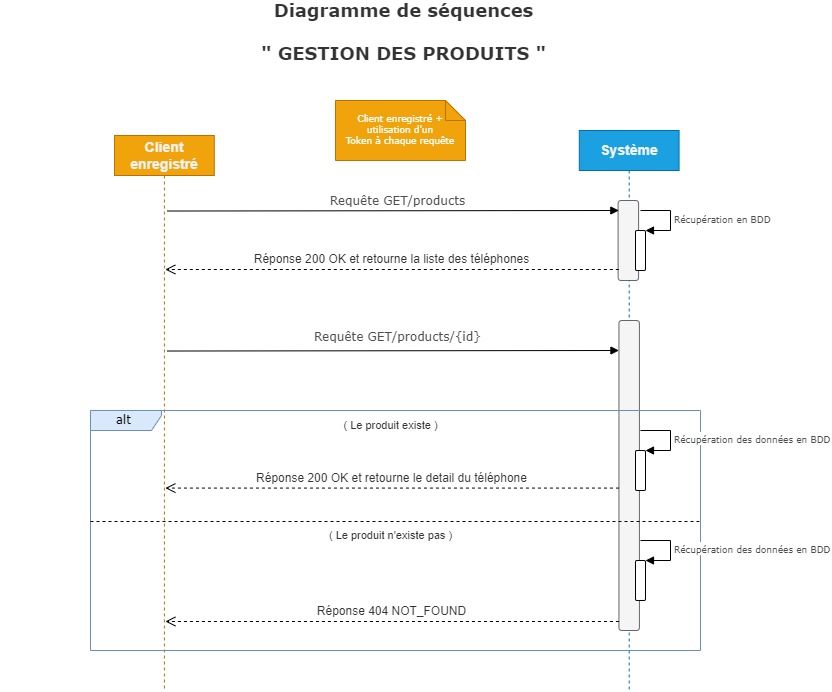 Diagramme de séquences
" GESTION DES PRODUITS "
Client enregistré +
utilisation d'un
Token à chaque requête
Client
enregistré
Système
Requête GET/products
Récupération en BDD
Réponse 200 OK et retourne la liste des téléphones
Requête GET/products/{id}
alt
( Le produit existe )
Récupération des données en BDD
Réponse 200 OK et retourne le detail du téléphone
( Le produit n'existe pas )
Récupération des données en BDD
Réponse 404 NOT_FOUND